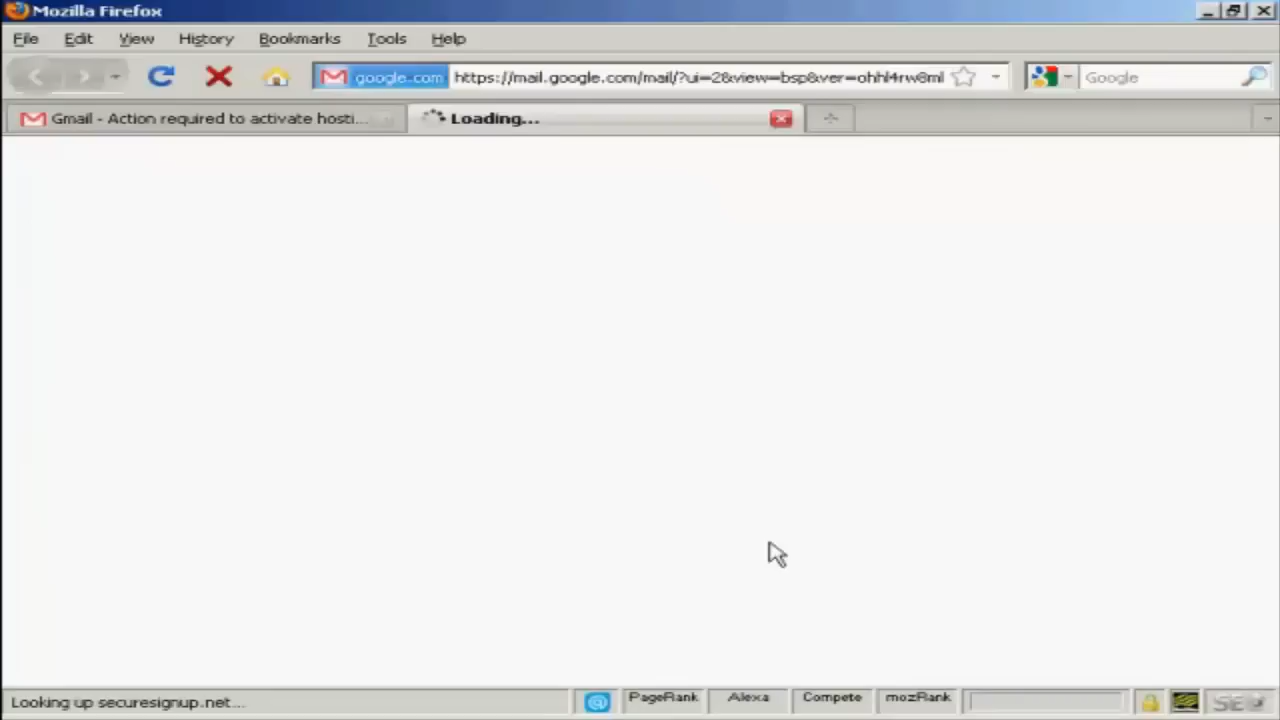 Mozilla Firefox
File Edit View History Bookmarks Tools Help
google.com https://mail.google.com/mail/?ui=2&view=bsp&ver=ohhl4rw8ml Google
Gmail - Action required to activate hosti... Loading...
Looking up securesignup.net... PageRank Alexa Compete mozRank SE